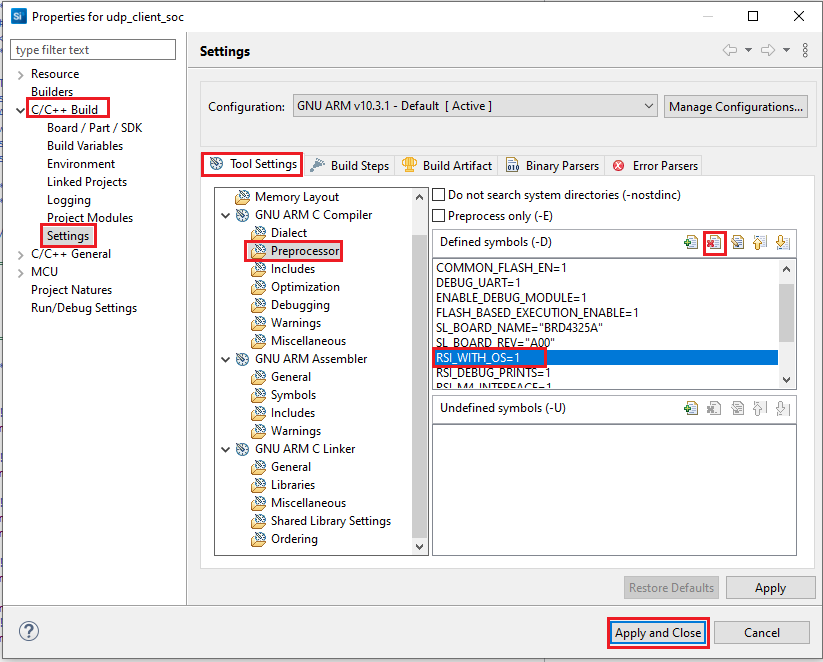 Si Properties for udp_client_soc
type filter text
Resource
Builders
C/C++ Build
Board / Part / SDK
Build Variables
Environment
Linked Projects
Logging
Project Modules
Settings
C/C++ General
MCU
Project Natures
Run/Debug Settings
Settings
Configuration: GNU ARM v10.3.1 - Default [ Active ] Manage Configurations...
Tool Settings Build Steps Build Artifact Binary Parsers Error Parsers
Memory Layout
GNU ARM C Compiler
Dialect
Preprocessor
Includes
Optimization
Debugging
Warnings
Miscellaneous
GNU ARM Assembler
General
Symbols
Includes
Warnings
GNU ARM C Linker
General
Libraries
Miscellaneous
Shared Library Settings
Ordering
Do not search system directories (-nostdinc)
Preprocess only (-E)
Defined symbols (-D)
COMMON_FLASH_EN=1
DEBUG_UART=1
ENABLE_DEBUG_MODULE=1
FLASH_BASED_EXECUTION_ENABLE=1
SL_BOARD_NAME="BRD4325A"
SL_BOARD_REV="A00"
RSI_WITH_OS=1
RSI_DEBUG_PRINTS=1
RSI_M4_INTERFACE=1
Undefined symbols (-U)
Restore Defaults Apply
? Apply and Close Cancel